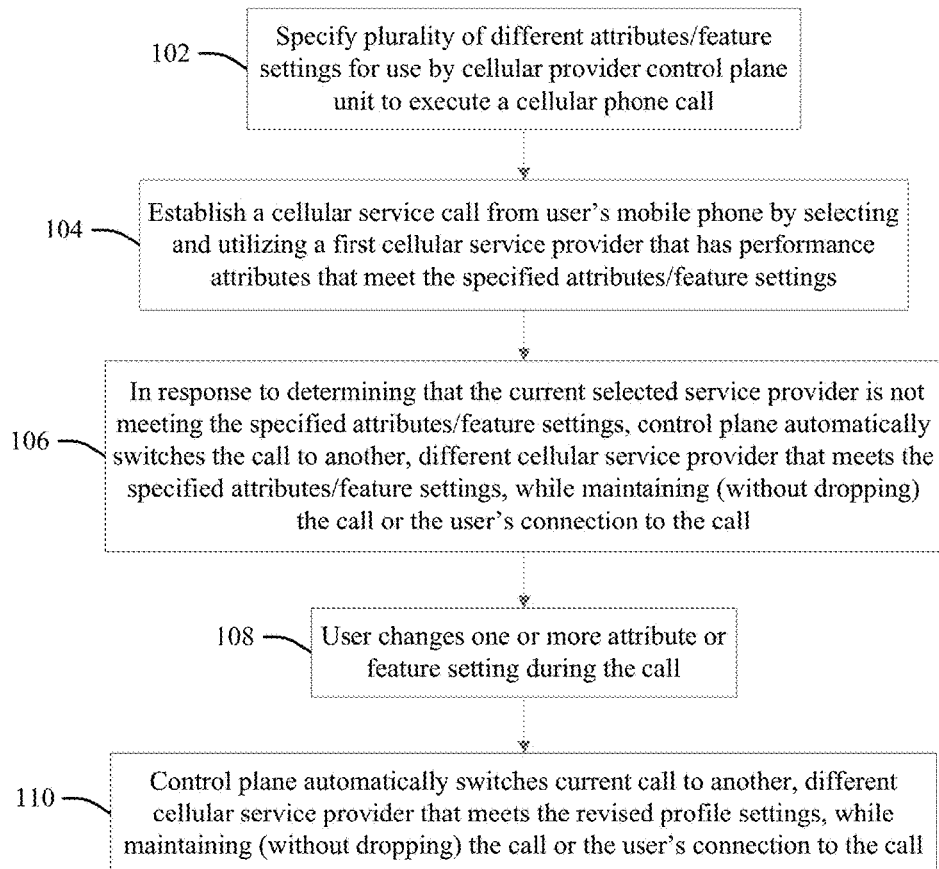 102
Specify plurality of different attributes/feature
settings for use by cellular provider control plane
unit to execute a cellular phone call
104
Establish a cellular service call from user's mobile phone by selecting
and utilizing a first cellular service provider that has performance
attributes that meet the specified attributes/feature settings
106
In response to determining that the current selected service provider is not
meeting the specified attributes/feature settings, control plane automatically
switches the call to another, different cellular service provider that meets the
specified attributes/feature settings, while maintaining (without dropping)
the call or the user's connection to the call
108
User changes one or more attribute or
feature setting during the call
110
Control plane automatically switches current call to another, different
cellular service provider that meets the revised profile settings, while
maintaining (without dropping) the call or the user's connection to the call